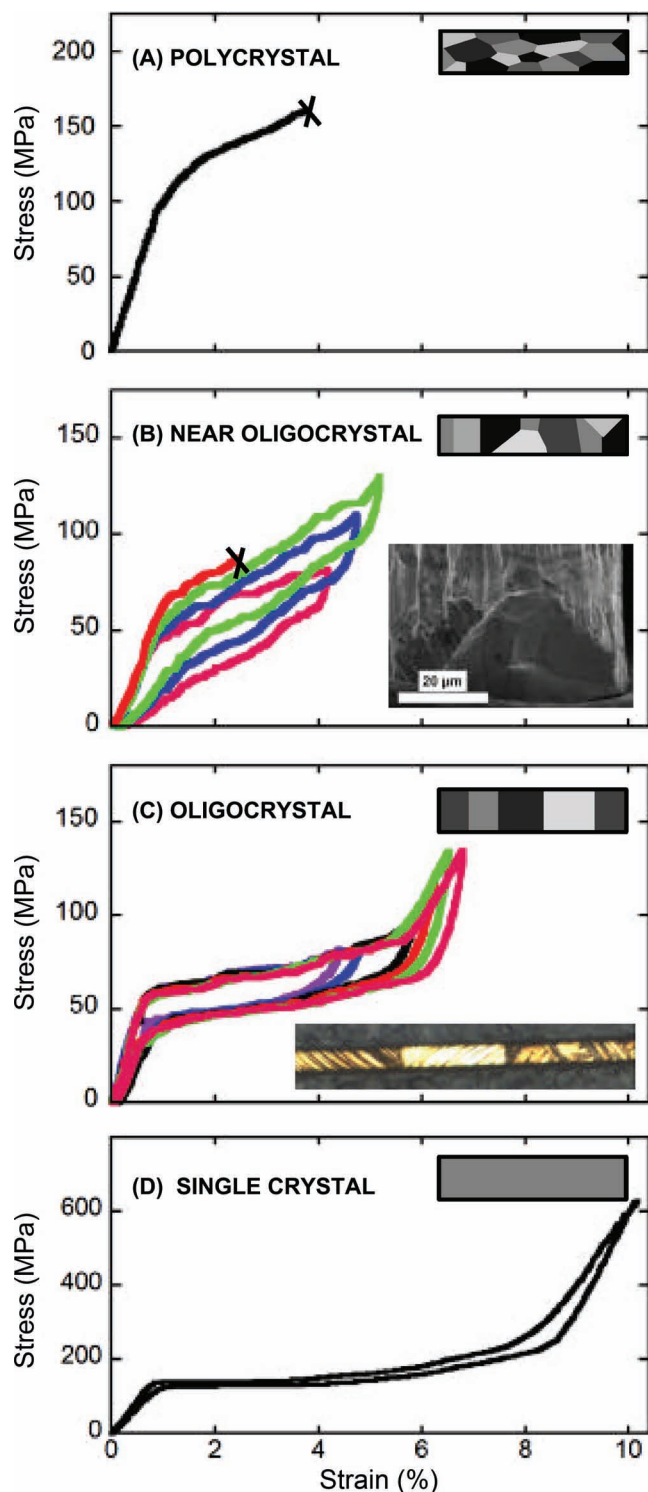 200
(A) POLYCRYSTAL
150
Stress (MPa)
100
50
0
150
(B) NEAR OLIGOCRYSTAL
Stress (MPa)
100
50
20 µm
0
150
(C) OLIGOCRYSTAL
Stress (MPa)
100
50
0
(D) SINGLE CRYSTAL
600
Stress (MPa)
400
200
0
0 2 4 6 8 10
Strain (%)